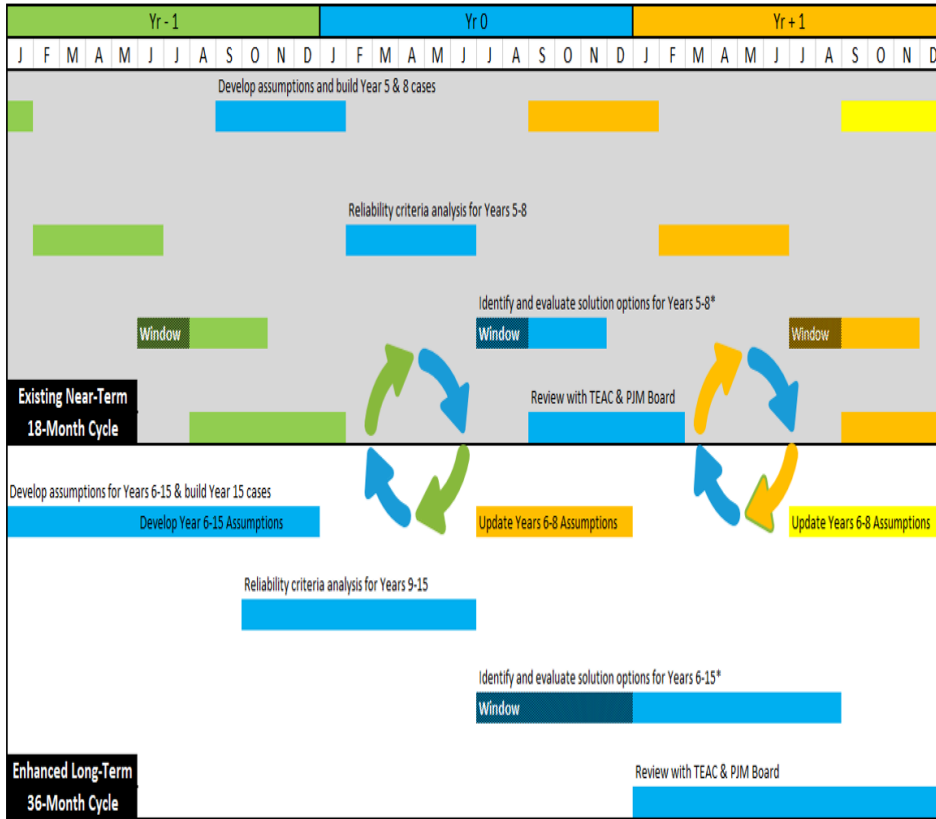 Yr - 1 Yr 0 Yr + 1
J F M A M J J A S O N D J F M A M J J A S O N D J F M A M J J A S O N D
Develop assumptions and build Year 5 & 8 cases
Reliability criteria analysis for Years 5-8
Identify and evaluate solution options for Years 5-8*
Window Window Window
Existing Near-Term
18-Month Cycle
Review with TEAC & PJM Board
Develop assumptions for Years 6-15 & build Year 15 cases
Develop Year 6-15 Assumptions Update Years 6-8 Assumptions Update Years 6-8 Assumptions
Reliability criteria analysis for Years 9-15
Identify and evaluate solution options for Years 6-15*
Window
Enhanced Long-Term
36-Month Cycle
Review with TEAC & PJM Board